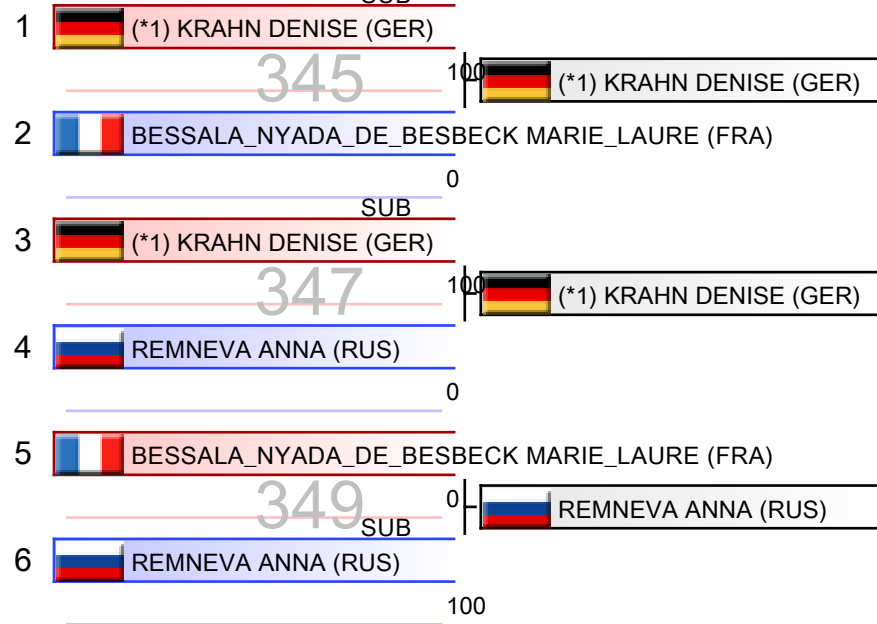 SUB
1 (*1) KRAHN DENISE (GER)
345 100 (*1) KRAHN DENISE (GER)
2 BESSALA_NYADA_DE_BESBECK MARIE_LAURE (FRA)
0
SUB
3 (*1) KRAHN DENISE (GER)
347 100 (*1) KRAHN DENISE (GER)
4 REMNEVA ANNA (RUS)
0
5 BESSALA_NYADA_DE_BESBECK MARIE_LAURE (FRA)
349 0 REMNEVA ANNA (RUS)
SUB
6 REMNEVA ANNA (RUS)
100